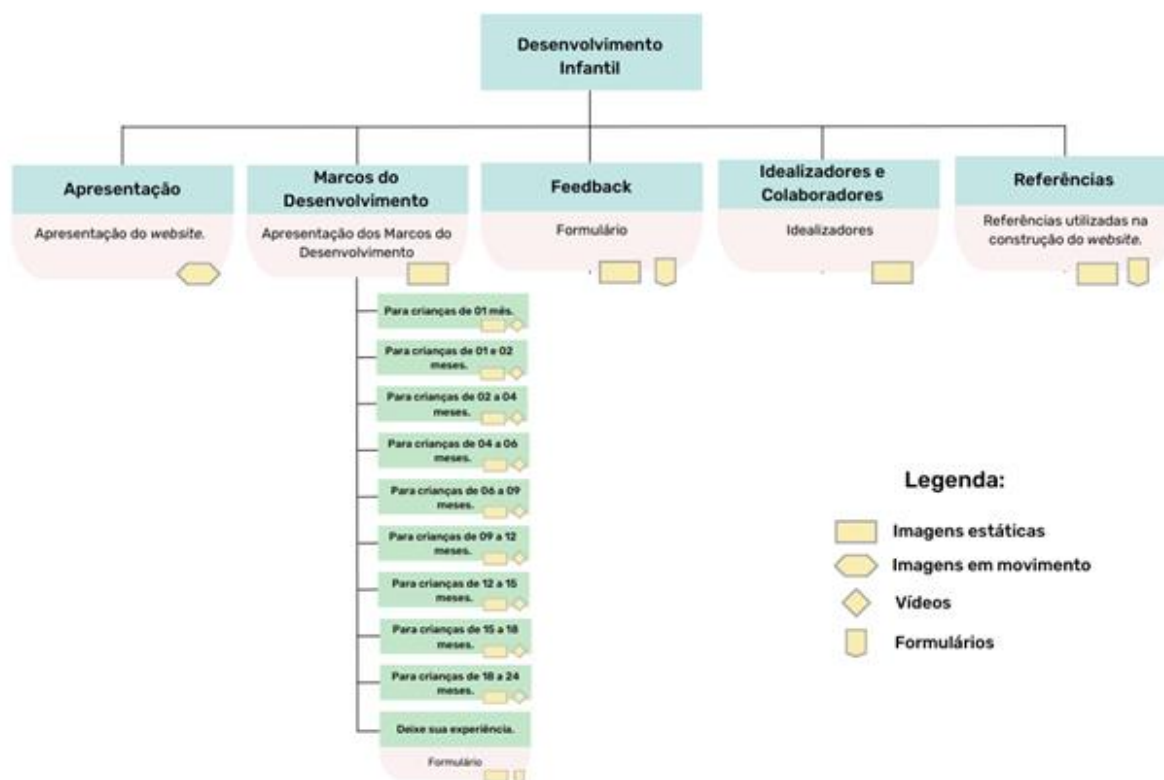 Desenvolvimento
Infantil
Apresentação
Apresentação do website.
Marcos do
Desenvolvimento
Apresentação dos Marcos do
Desenvolvimento
Feedback
Formulário
Idealizadores e
Colaboradores
Idealizadores
Referências
Referências utilizadas na
construção do website.
Para crianças de 01 mês.
Para crianças de 01 e 02
meses.
Para crianças de 02 a 04
meses.
Para crianças de 04 a 06
meses.
Para crianças de 06 a 09
meses.
Para crianças de 09 a 12
meses.
Para crianças de 12 a 15
meses.
Para crianças de 15 a 18
meses.
Para crianças de 18 a 24
meses.
Deixe sua experiência.
Formulário
Legenda:
Imagens estáticas
Imagens em movimento
Vídeos
Formulários